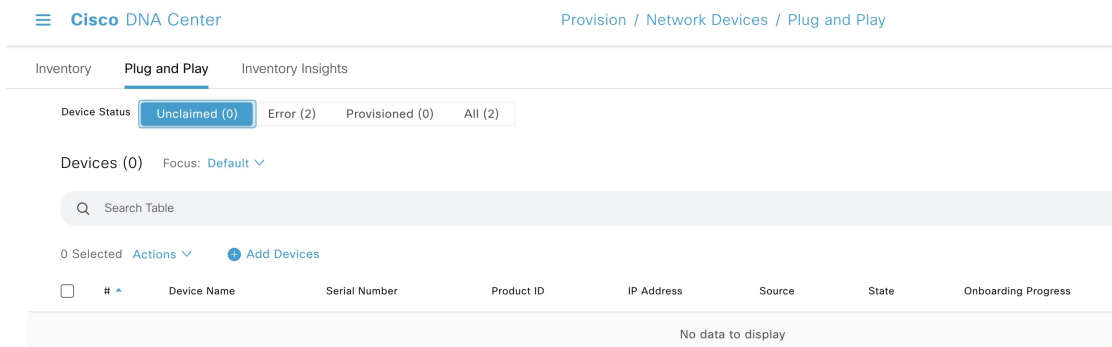 Cisco DNA Center Provision / Network Devices / Plug and Play
Inventory Plug and Play Inventory Insights
Device Status Unclaimed (0) Error (2) Provisioned (0) All (2)
Devices (0) Focus: Default
Search Table
0 Selected Actions Add Devices
# Device Name Serial Number Product ID IP Address Source State Onboarding Progress
No data to display